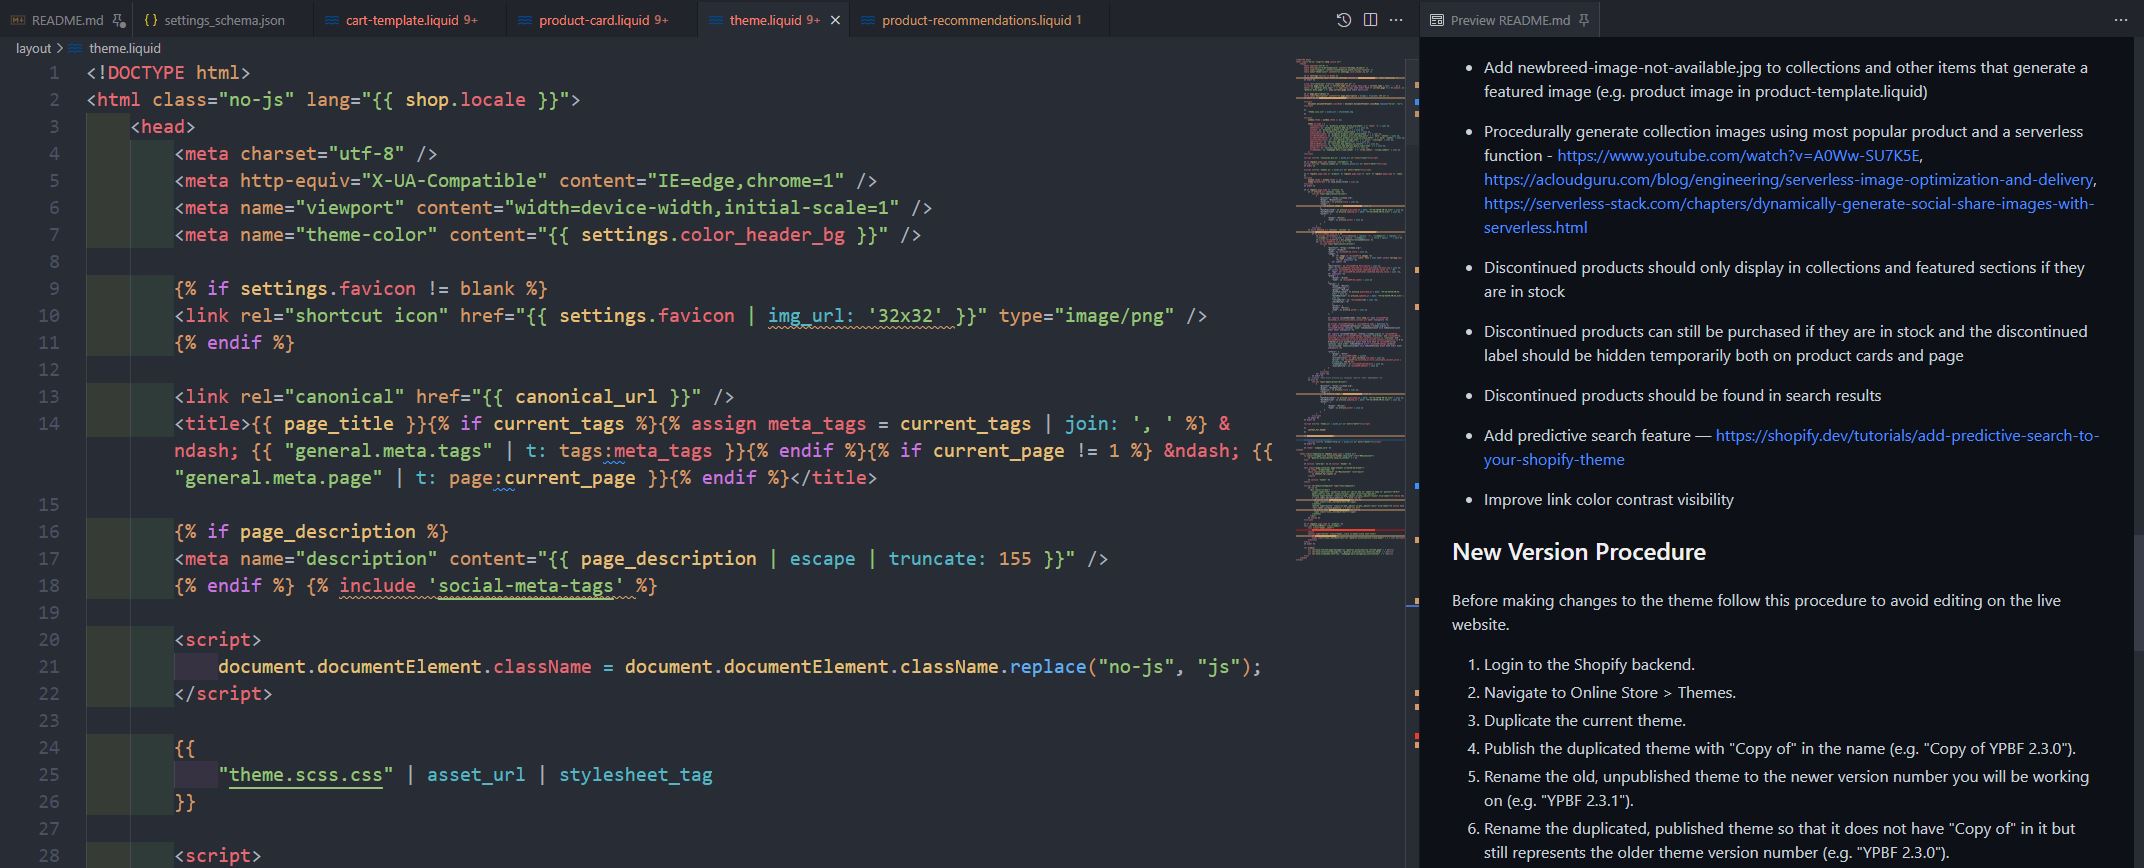 README.md
{} settings_schema.json
cart-template.liquid 9+
product-card.liquid 9+
theme.liquid 9+
product-recommendations.liquid 1
Preview README.md
layout > theme.liquid
1 <!DOCTYPE html>
2 <html class="no-js" lang="{{ shop.locale }}">
3 <head>
4 <meta charset="utf-8" />
5 <meta http-equiv="X-UA-Compatible" content="IE=edge,chrome=1" />
6 <meta name="viewport" content="width=device-width,initial-scale=1" />
7 <meta name="theme-color" content="{{ settings.color_header_bg }}" />
8
9 {% if settings.favicon != blank %}
10 <link rel="shortcut icon" href="{{ settings.favicon | img_url: '32x32' }}" type="image/png" />
11 {% endif %}
12
13 <link rel="canonical" href="{{ canonical_url }}" />
14 <title>{{ page_title }}{% if current_tags %}{% assign meta_tags = current_tags | join: ', ' %} &
ndash; {{ "general.meta.tags" | t: tags:meta_tags }}{% endif %}{% if current_page != 1 %} &ndash; {{
"general.meta.page" | t: page:current_page }}{% endif %}</title>
15
16 {% if page_description %}
17 <meta name="description" content="{{ page_description | escape | truncate: 155 }}" />
18 {% endif %} {% include 'social-meta-tags' %}
19
20 <script>
21 document.documentElement.className = document.documentElement.className.replace("no-js", "js");
22 </script>
23
24 {{
25 "theme.scss.css" | asset_url | stylesheet_tag
26 }}
27
28 <script>
• Add newbreed-image-not-available.jpg to collections and other items that generate a
featured image (e.g. product image in product-template.liquid)
• Procedurally generate collection images using most popular product and a serverless
function - https://www.youtube.com/watch?v=A0Ww-SU7K5E,
https://acloudguru.com/blog/engineering/serverless-image-optimization-and-delivery,
https://serverless-stack.com/chapters/dynamically-generate-social-share-images-with-
serverless.html
• Discontinued products should only display in collections and featured sections if they
are in stock
• Discontinued products can still be purchased if they are in stock and the discontinued
label should be hidden temporarily both on product cards and page
• Discontinued products should be found in search results
• Add predictive search feature — https://shopify.dev/tutorials/add-predictive-search-to-
your-shopify-theme
• Improve link color contrast visibility
New Version Procedure
Before making changes to the theme follow this procedure to avoid editing on the live
website.
1. Login to the Shopify backend.
2. Navigate to Online Store > Themes.
3. Duplicate the current theme.
4. Publish the duplicated theme with "Copy of" in the name (e.g. "Copy of YPBF 2.3.0").
5. Rename the old, unpublished theme to the newer version number you will be working
on (e.g. "YPBF 2.3.1").
6. Rename the duplicated, published theme so that it does not have "Copy of" in it but
still represents the older theme version number (e.g. "YPBF 2.3.0").